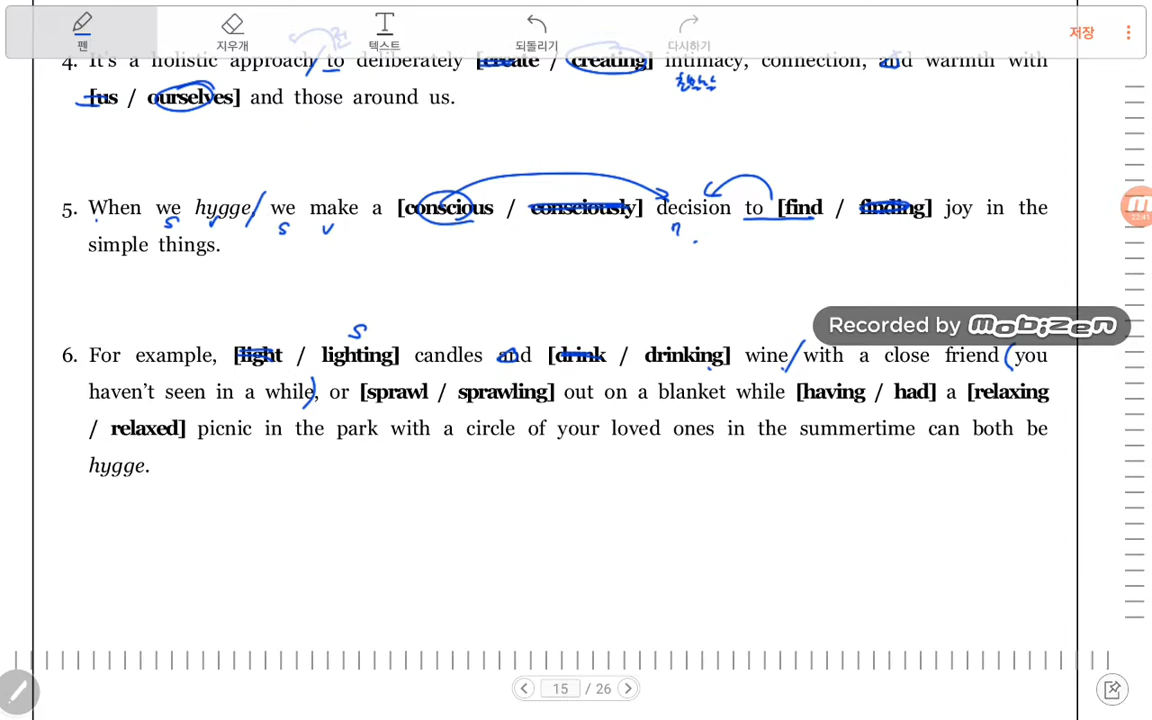 펜
지우개
T
텍스트
되돌리기
다시하기
저장
전
4. It's a holistic approach to deliberately [create / creating] intimacy, connection, and warmth with
[us / ourselves] and those around us.
5. When we hygge, we make a [conscious / consciously] decision to [find / finding] joy in the
s v s v n.
simple things.
22:41
Recorded by mobizen
s
6. For example, [light / lighting] candles and [drink / drinking] wine with a close friend (you
haven't seen in a while), or [sprawl / sprawling] out on a blanket while [having / had] a [relaxing
/ relaxed] picnic in the park with a circle of your loved ones in the summertime can both be
hygge.
15 / 26